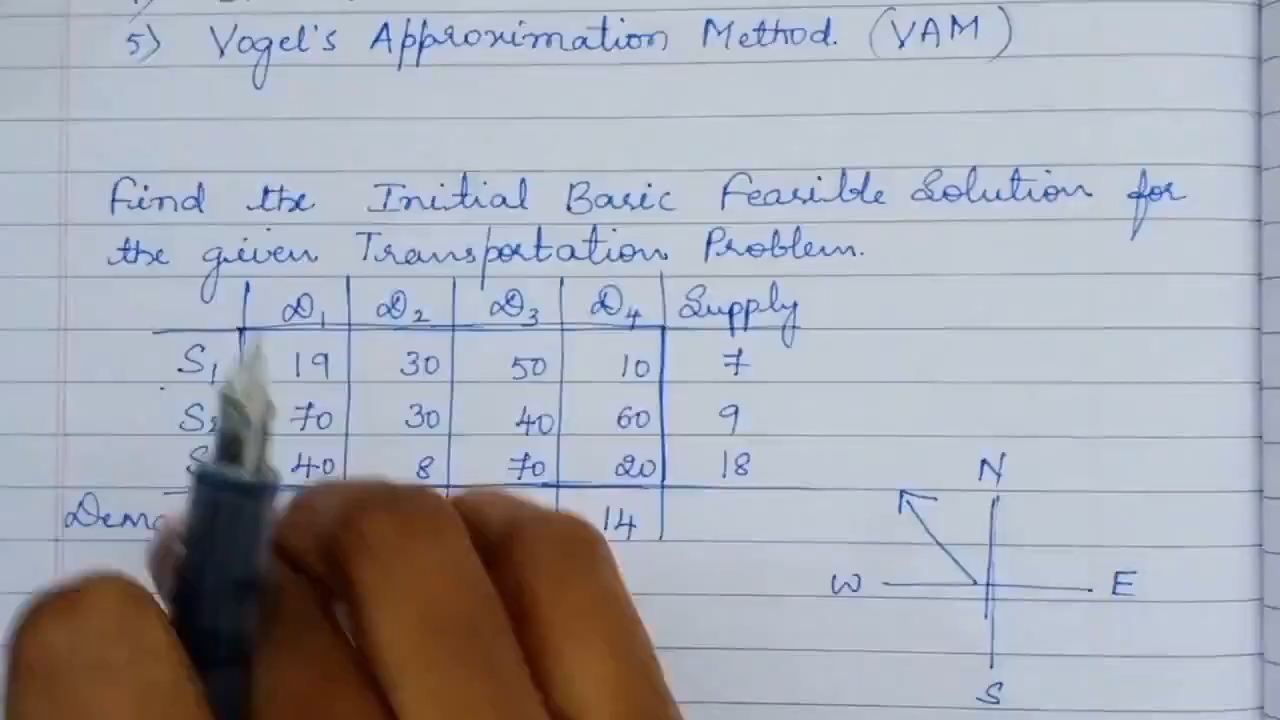 5) Vogel's Approximation Method. (VAM)
Find the Initial Basic Feasible Solution for
the given Transportation Problem.
D1 D2 D3 D4 Supply
S1 19 30 50 10 7
S2 70 30 40 60 9
40 8 70 20 18
14
N
W E
S